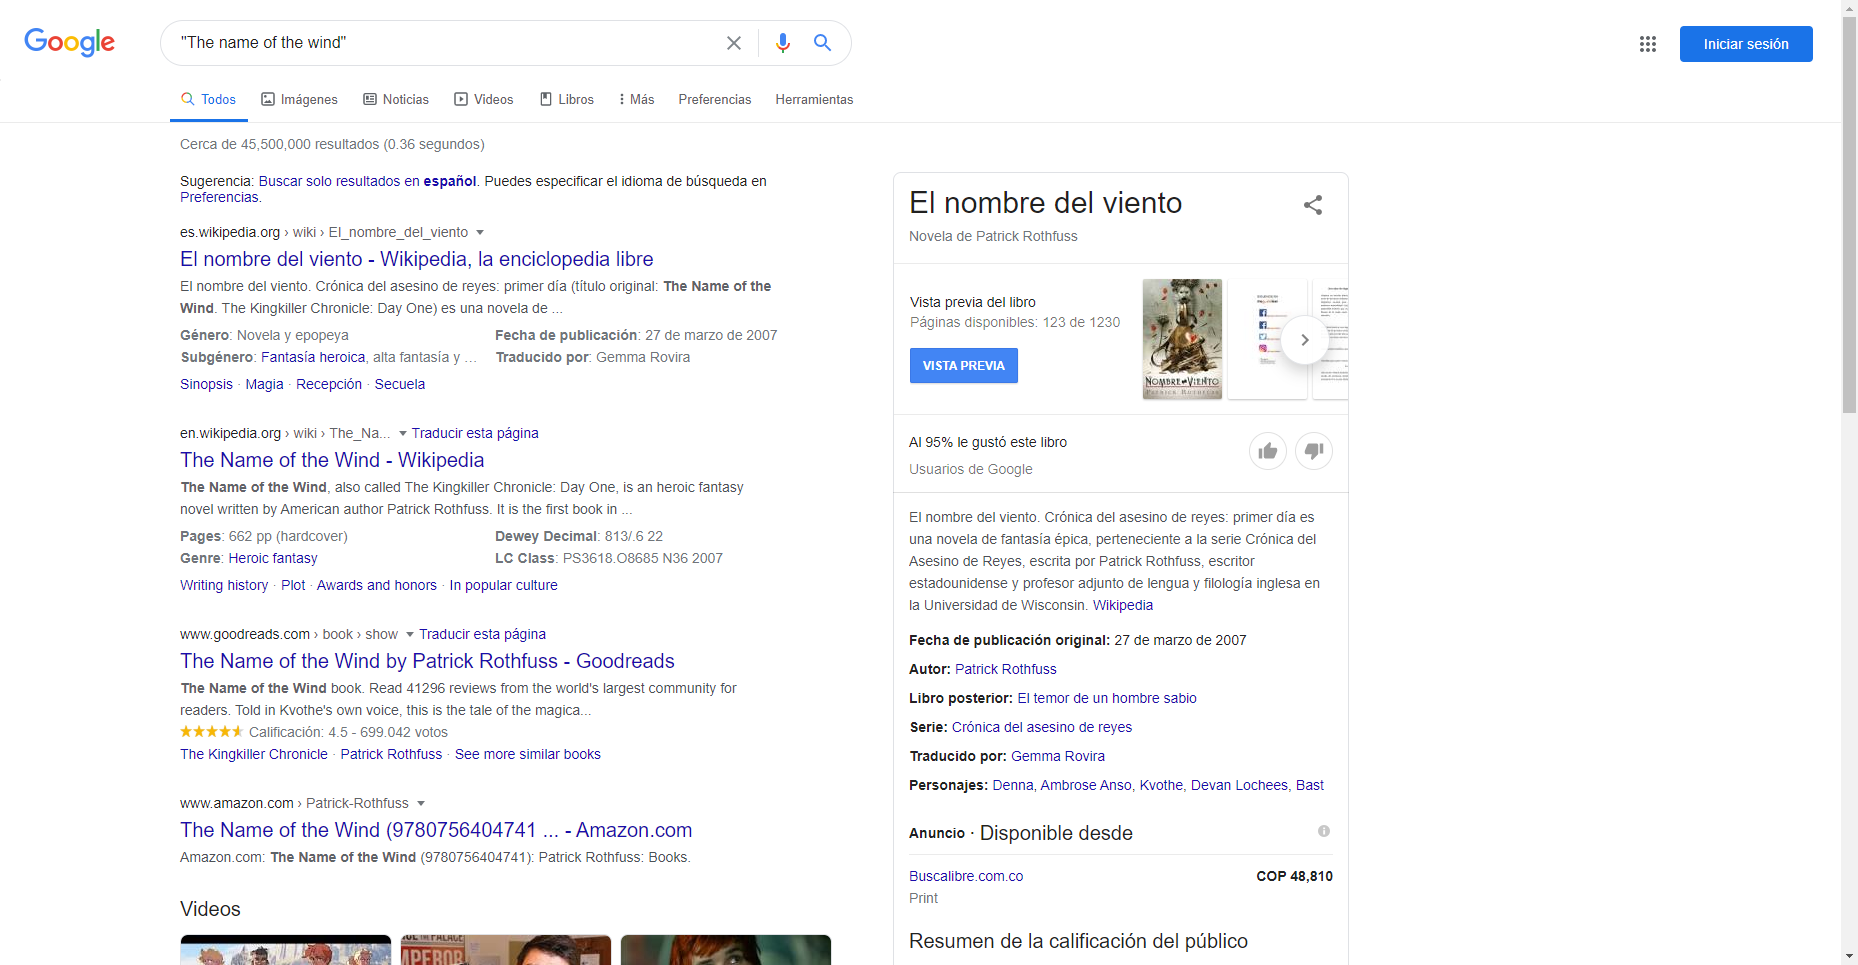 Google
"The name of the wind"
Iniciar sesión
Todos
Imágenes
Noticias
Videos
Libros
Más
Preferencias
Herramientas
Cerca de 45,500,000 resultados (0.36 segundos)
Sugerencia: Buscar solo resultados en español. Puedes especificar el idioma de búsqueda en
Preferencias.
es.wikipedia.org › wiki › El_nombre_del_viento
El nombre del viento - Wikipedia, la enciclopedia libre
El nombre del viento. Crónica del asesino de reyes: primer día (título original: The Name of the
Wind. The Kingkiller Chronicle: Day One) es una novela de ...
Género: Novela y epopeya
Fecha de publicación: 27 de marzo de 2007
Subgénero: Fantasía heroica, alta fantasía y ...
Traducido por: Gemma Rovira
Sinopsis · Magia · Recepción · Secuela
en.wikipedia.org › wiki › The_Na... Traducir esta página
The Name of the Wind - Wikipedia
The Name of the Wind, also called The Kingkiller Chronicle: Day One, is an heroic fantasy
novel written by American author Patrick Rothfuss. It is the first book in ...
Pages: 662 pp (hardcover)
Dewey Decimal: 813/.6 22
Genre: Heroic fantasy
LC Class: PS3618.O8685 N36 2007
Writing history · Plot · Awards and honors · In popular culture
www.goodreads.com › book › show Traducir esta página
The Name of the Wind by Patrick Rothfuss - Goodreads
The Name of the Wind book. Read 41296 reviews from the world's largest community for
readers. Told in Kvothe's own voice, this is the tale of the magica...
Calificación: 4.5 - 699.042 votos
The Kingkiller Chronicle · Patrick Rothfuss · See more similar books
www.amazon.com › Patrick-Rothfuss
The Name of the Wind (9780756404741 ... - Amazon.com
Amazon.com: The Name of the Wind (9780756404741): Patrick Rothfuss: Books.
Videos
El nombre del viento
Novela de Patrick Rothfuss
Vista previa del libro
Páginas disponibles: 123 de 1230
VISTA PREVIA
NOMBRE DEL VIENTO
PATRICK ROTHFUSS
Al 95% le gustó este libro
Usuarios de Google
El nombre del viento. Crónica del asesino de reyes: primer día es
una novela de fantasía épica, perteneciente a la serie Crónica del
Asesino de Reyes, escrita por Patrick Rothfuss, escritor
estadounidense y profesor adjunto de lengua y filología inglesa en
la Universidad de Wisconsin. Wikipedia
Fecha de publicación original: 27 de marzo de 2007
Autor: Patrick Rothfuss
Libro posterior: El temor de un hombre sabio
Serie: Crónica del asesino de reyes
Traducido por: Gemma Rovira
Personajes: Denna, Ambrose Anso, Kvothe, Devan Lochees, Bast
Anuncio · Disponible desde
Buscalibre.com.co
COP 48,810
Print
Resumen de la calificación del público